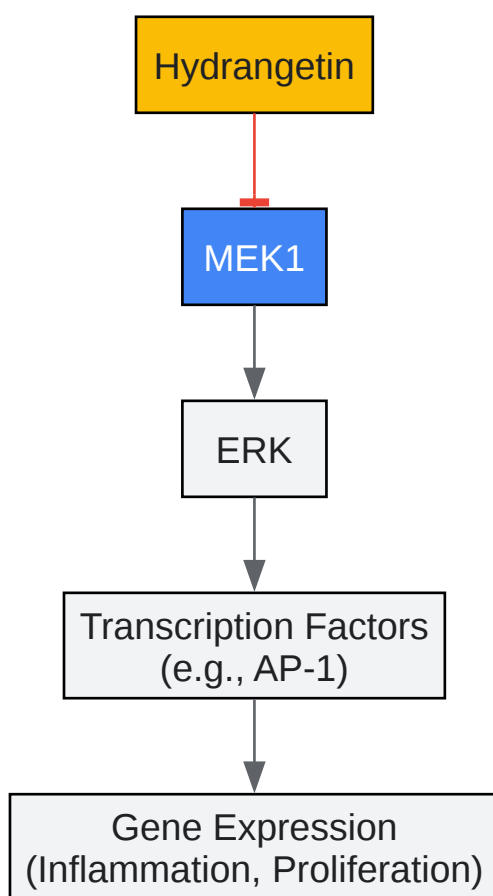 Hydrangetin
MEK1
ERK
Transcription Factors
(e.g., AP-1)
Gene Expression
(Inflammation, Proliferation)